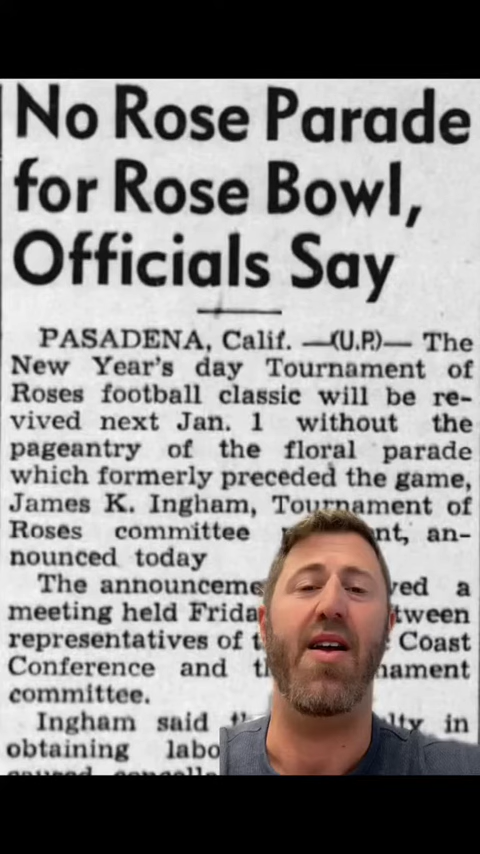 No Rose Parade
for Rose Bowl,
Officials Say
PASADENA, Calif. —(U.P.)— The
New Year's day Tournament of
Roses football classic will be re-
vived next Jan. 1 without the
pageantry of the floral parade
which formerly preceded the game,
James K. Ingham, Tournament of
Roses committee nt, an-
nounced today
The announceme ved a
meeting held Frida tween
representatives of t Coast
Conference and th nament
committee.
Ingham said th lty in
obtaining labo